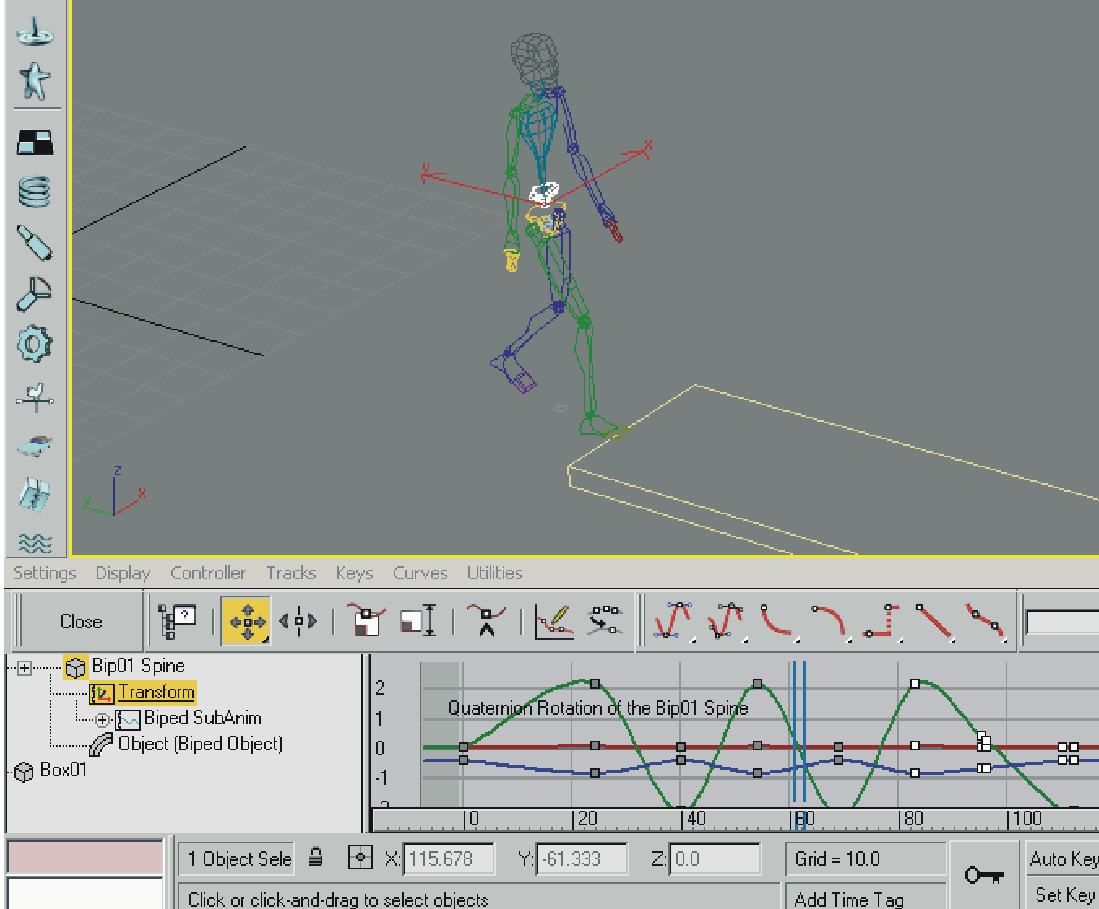 y
x
z
x
y
Settings Display Controller Tracks Keys Curves Utilities
Close
Bip01 Spine
Transform
Biped SubAnim
Object (Biped Object)
Box01
2
1
0
-1
Quaternion Rotation of the Bip01 Spine
0 20 40 60 80 100
1 Object Sele X: 115.678 Y: -61.333 Z: 0.0 Grid = 10.0 Auto Key
Click or click-and-drag to select objects Add Time Tag Set Key